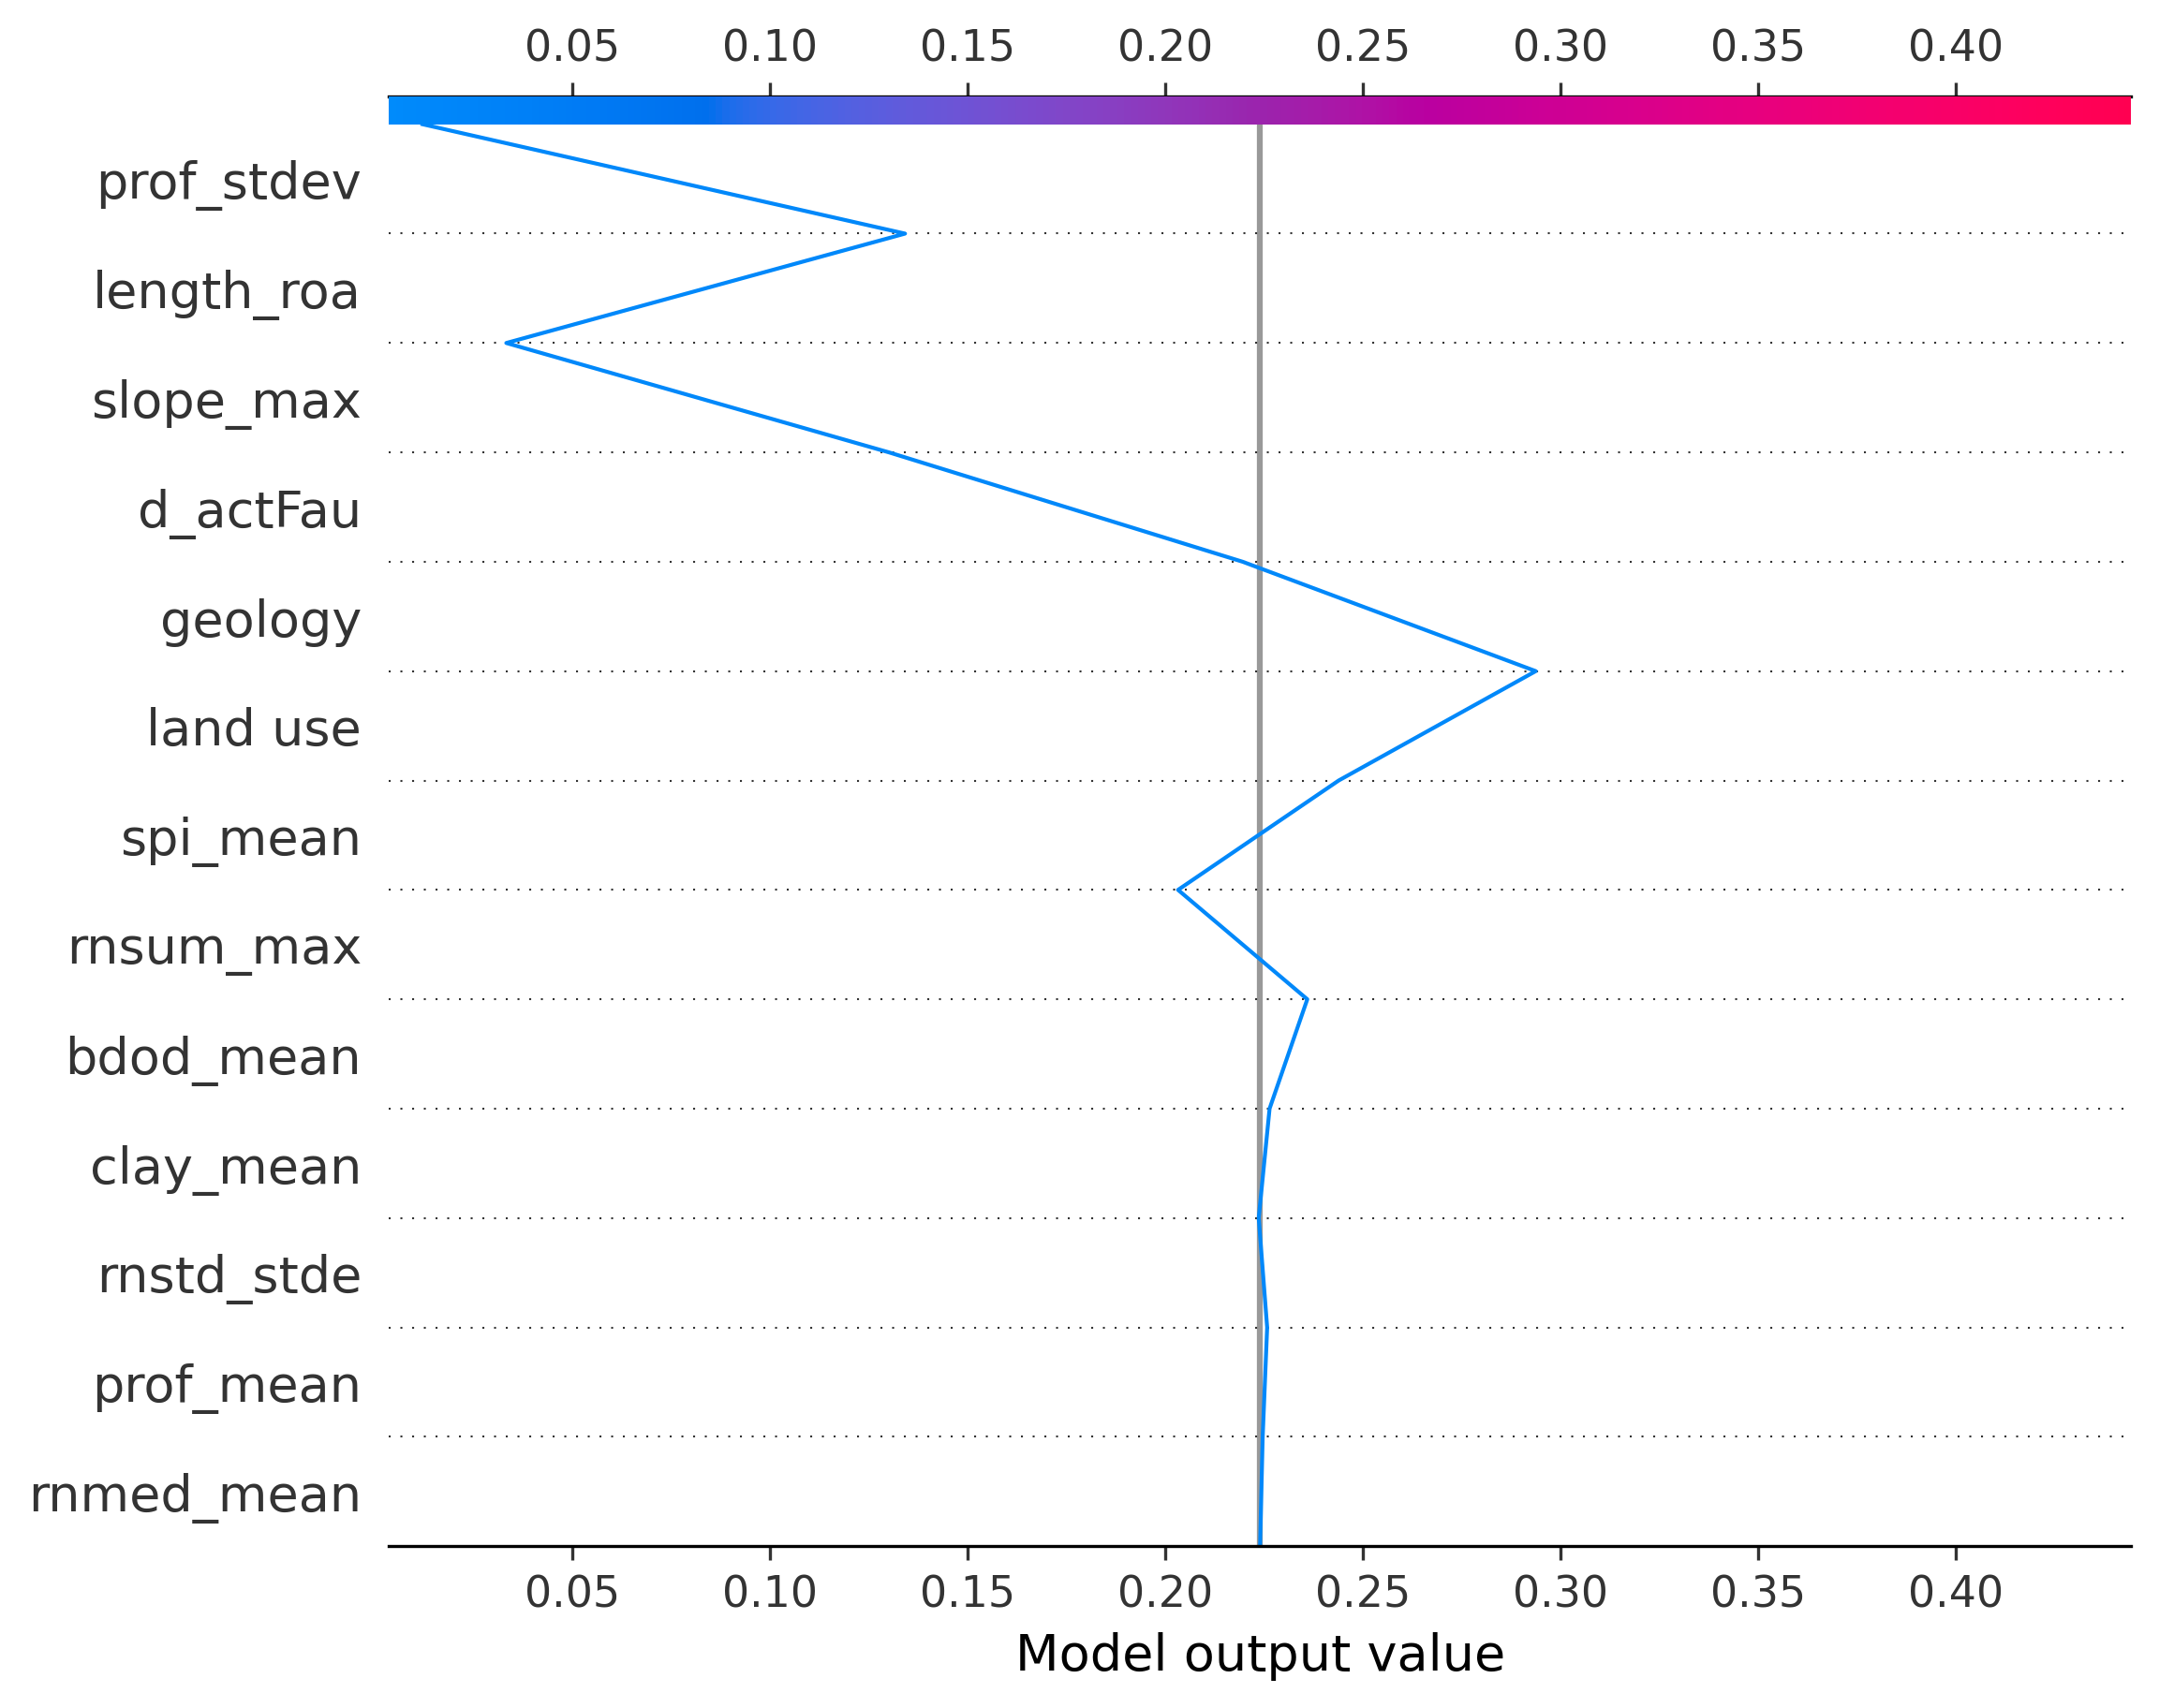 0.05 0.10 0.15 0.20 0.25 0.30 0.35 0.40
prof_stdev
length_roa
slope_max
d_actFau
geology
land use
spi_mean
rnsum_max
bdod_mean
clay_mean
rnstd_stde
prof_mean
rnmed_mean
0.05 0.10 0.15 0.20 0.25 0.30 0.35 0.40
Model output value